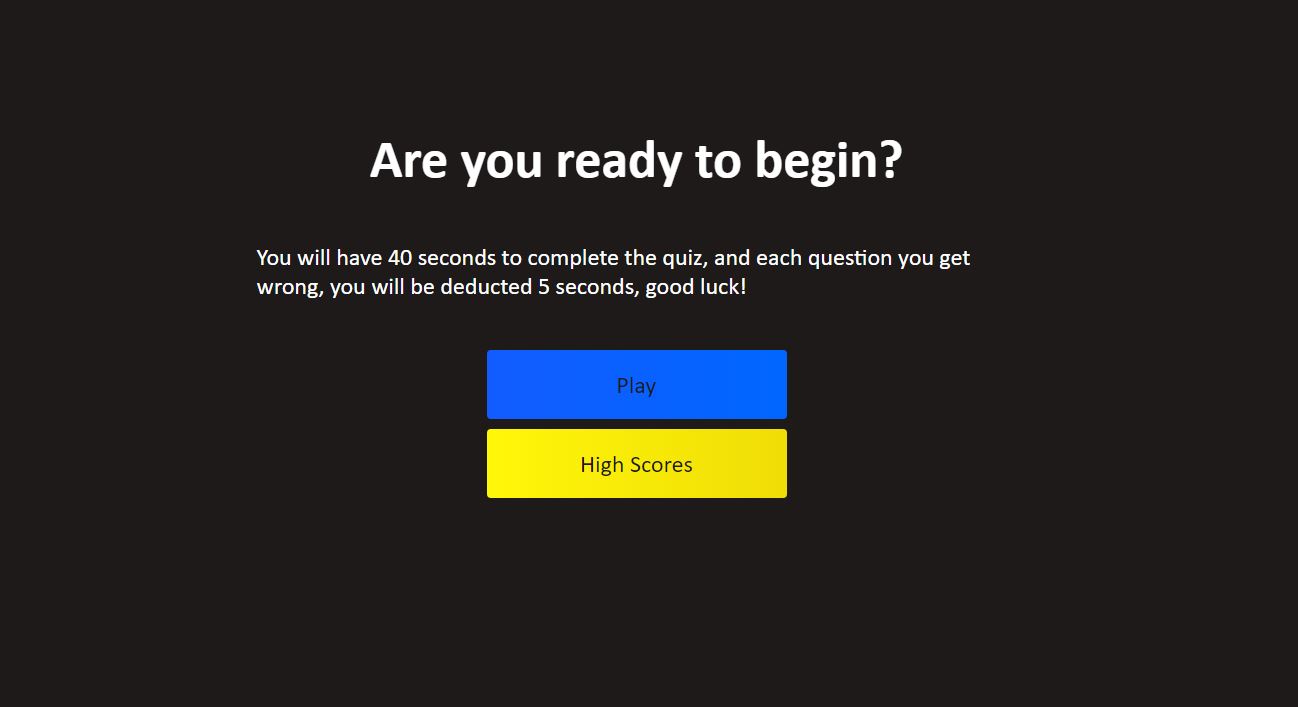 Are you ready to begin?
You will have 40 seconds to complete the quiz, and each question you get
wrong, you will be deducted 5 seconds, good luck!
Play
High Scores